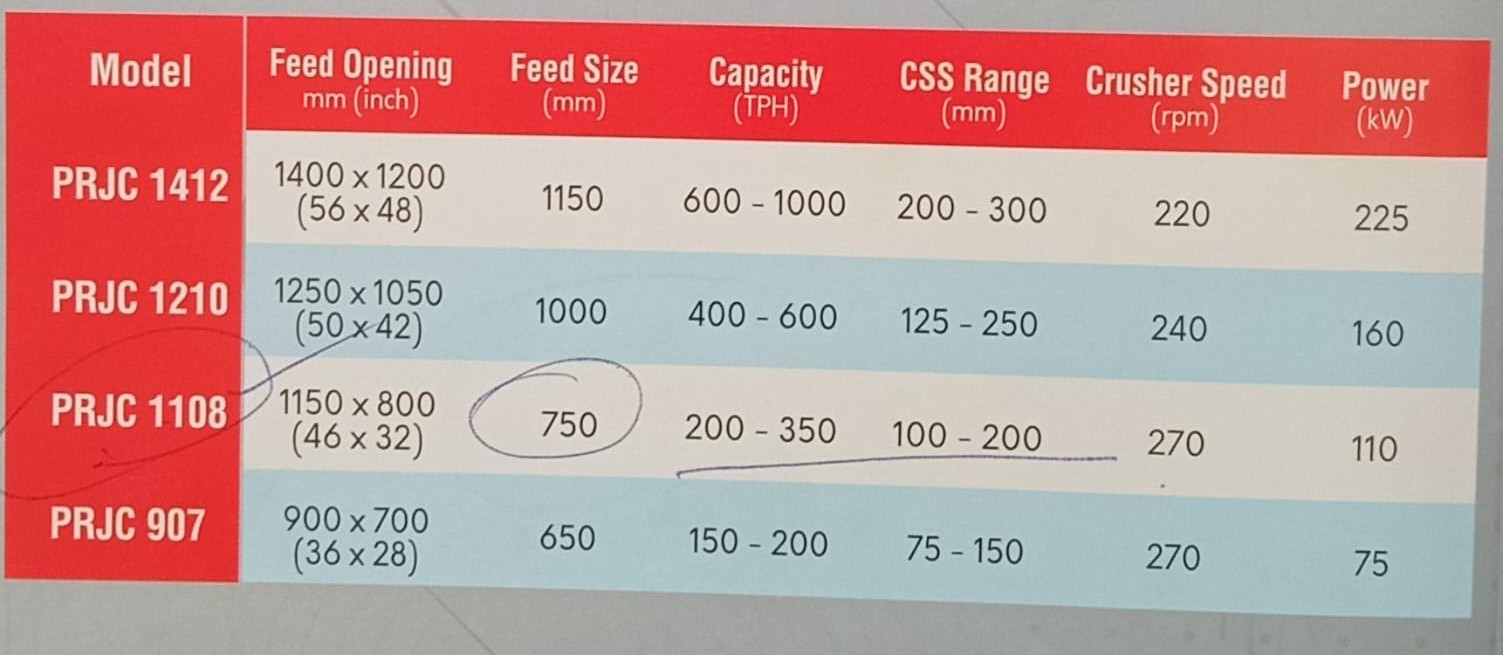 Model Feed Opening Feed Size Capacity CSS Range Crusher Speed Power
mm (inch) (mm) (TPH) (mm) (rpm) (kW)
PRJC 1412 1400 x 1200 1150 600 - 1000 200 - 300 220 225
(56 x 48)
PRJC 1210 1250 x 1050 1000 400 - 600 125 - 250 240 160
(50 x 42)
PRJC 1108 1150 x 800 750 200 - 350 100 - 200 270 110
(46 x 32)
PRJC 907 900 x 700 650 150 - 200 75 - 150 270 75
(36 x 28)